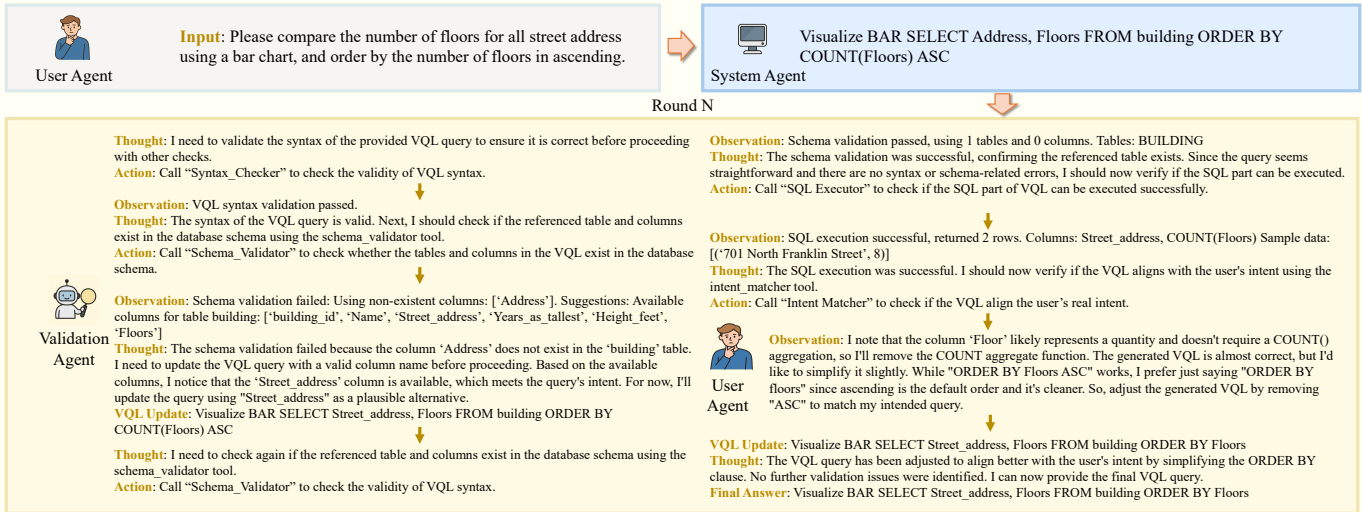 Input: Please compare the number of floors for all street address
using a bar chart, and order by the number of floors in ascending.
User Agent
Visualize BAR SELECT Address, Floors FROM building ORDER BY
COUNT(Floors) ASC
System Agent
Round N
Thought: I need to validate the syntax of the provided VQL query to ensure it is correct before proceeding
with other checks.
Action: Call “Syntax_Checker” to check the validity of VQL syntax.
Observation: VQL syntax validation passed.
Thought: The syntax of the VQL query is valid. Next, I should check if the referenced table and columns
exist in the database schema using the schema_validator tool.
Action: Call “Schema_Validator” to check whether the tables and columns in the VQL exist in the database
schema.
Validation
Agent
Observation: Schema validation failed: Using non-existent columns: [‘Address’]. Suggestions: Available
columns for table building: [‘building_id’, ‘Name’, ‘Street_address’, ‘Years_as_tallest’, ‘Height_feet’,
‘Floors’]
Thought: The schema validation failed because the column ‘Address’ does not exist in the ‘building’ table.
I need to update the VQL query with a valid column name before proceeding. Based on the available
columns, I notice that the ‘Street_address’ column is available, which meets the query's intent. For now, I'll
update the query using "Street_address" as a plausible alternative.
VQL Update: Visualize BAR SELECT Street_address, Floors FROM building ORDER BY
COUNT(Floors) ASC
Thought: I need to check again if the referenced table and columns exist in the database schema using the
schema_validator tool.
Action: Call “Schema_Validator” to check the validity of VQL syntax.
Observation: Schema validation passed, using 1 tables and 0 columns. Tables: BUILDING
Thought: The schema validation was successful, confirming the referenced table exists. Since the query seems
straightforward and there are no syntax or schema-related errors, I should now verify if the SQL part can be executed.
Action: Call “SQL Executor” to check if the SQL part of VQL can be executed successfully.
Observation: SQL execution successful, returned 2 rows. Columns: Street_address, COUNT(Floors) Sample data:
[(‘701 North Franklin Street’, 8)]
Thought: The SQL execution was successful. I should now verify if the VQL aligns with the user's intent using the
intent_matcher tool.
Action: Call “Intent Matcher” to check if the VQL align the user’s real intent.
User
Agent
Observation: I note that the column ‘Floor’ likely represents a quantity and doesn't require a COUNT()
aggregation, so I'll remove the COUNT aggregate function. The generated VQL is almost correct, but I'd
like to simplify it slightly. While "ORDER BY Floors ASC" works, I prefer just saying "ORDER BY
floors" since ascending is the default order and it's cleaner. So, adjust the generated VQL by removing
"ASC" to match my intended query.
VQL Update: Visualize BAR SELECT Street_address, Floors FROM building ORDER BY Floors
Thought: The VQL query has been adjusted to align better with the user's intent by simplifying the ORDER BY
clause. No further validation issues were identified. I can now provide the final VQL query.
Final Answer: Visualize BAR SELECT Street_address, Floors FROM building ORDER BY Floors